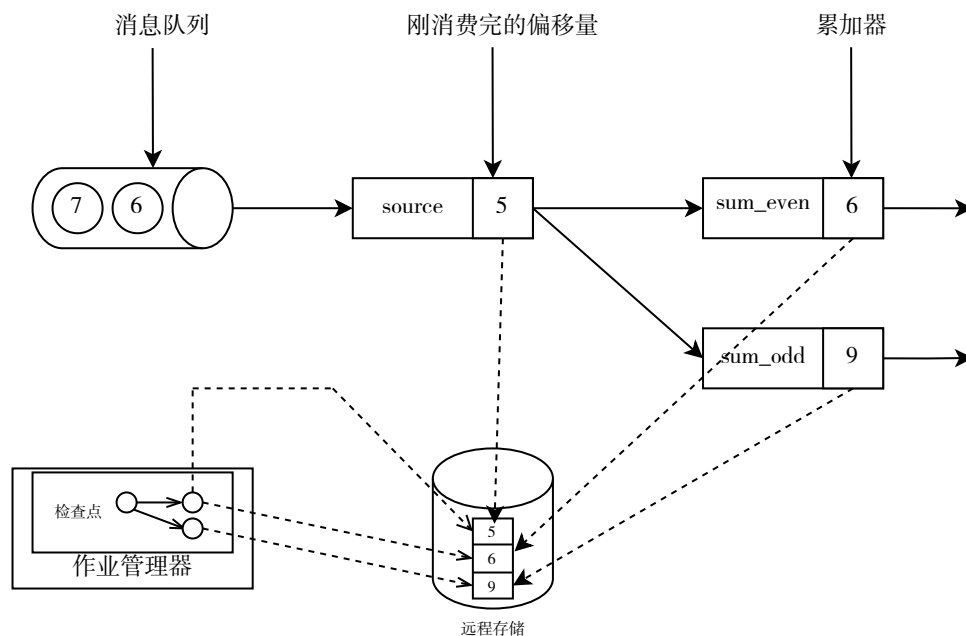 消息队列
刚消费完的偏移量
累加器
7
6
source
5
sum_even
6
sum_odd
9
检查点
作业管理器
5
6
9
远程存储